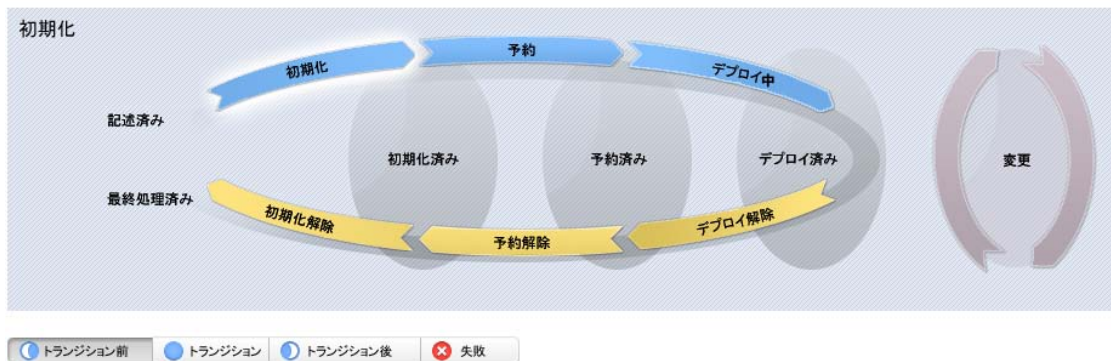 初期化
初期化
予約
デプロイ中
記述済み
初期化済み
予約済み
デプロイ済み
変更
最終処理済み
初期化解除
予約解除
デプロイ解除
トランジション前
トランジション
トランジション後
失敗